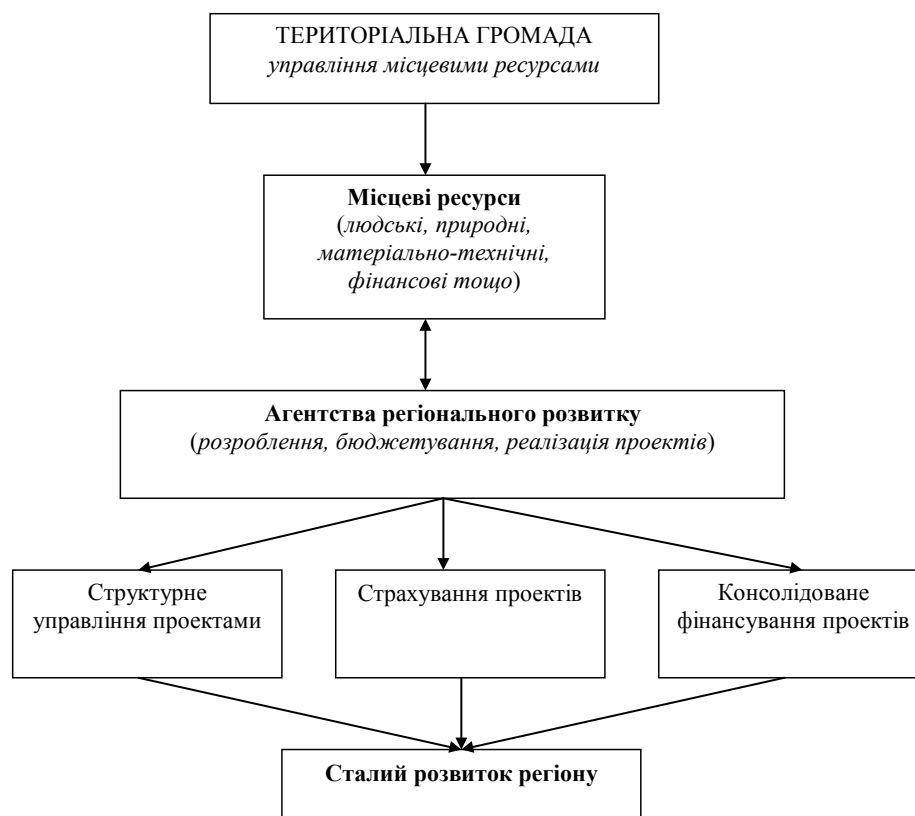 ТЕРИТОРІАЛЬНА ГРОМАДА
управління місцевими ресурсами
Місцеві ресурси
(людські, природні,
матеріально-технічні,
фінансові тощо)
Агентства регіонального розвитку
(розроблення, бюджетування, реалізація проектів)
Структурне
управління проектами
Страхування проектів
Консолідоване
фінансування проектів
Сталий розвиток регіону